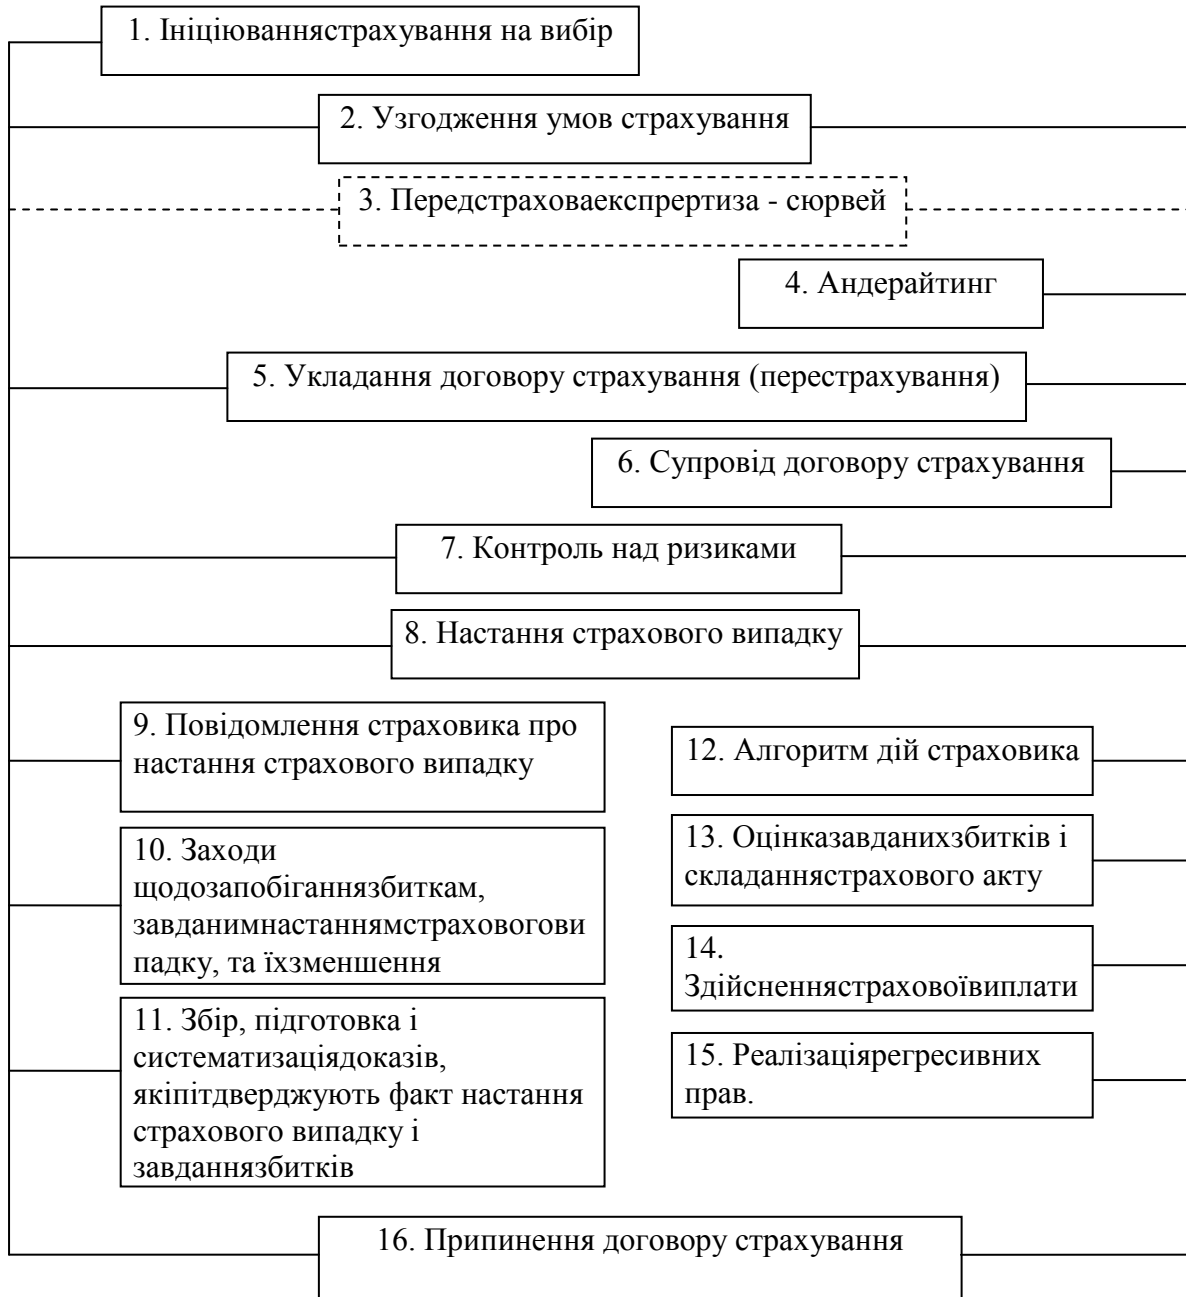 1. Ініціюваннястрахування на вибір
2. Узгодження умов страхування
3. Передстраховаекспрертиза - сюрвей
4. Андерайтинг
5. Укладання договору страхування (перестрахування)
6. Супровід договору страхування
7. Контроль над ризиками
8. Настання страхового випадку
9. Повідомлення страховика про
настання страхового випадку
10. Заходи
щодозапобіганнязбиткам,
завданимнастаннямстраховогови
падку, та їхзменшення
11. Збір, підготовка і
систематизаціядоказів,
якіпітдверджують факт настання
страхового випадку і
завданнязбитків
12. Алгоритм дій страховика
13. Оцінказавданихзбитків і
складаннястрахового акту
14.
Здійсненнястраховоївиплати
15. Реалізаціярегресивних
прав.
16. Припинення договору страхування